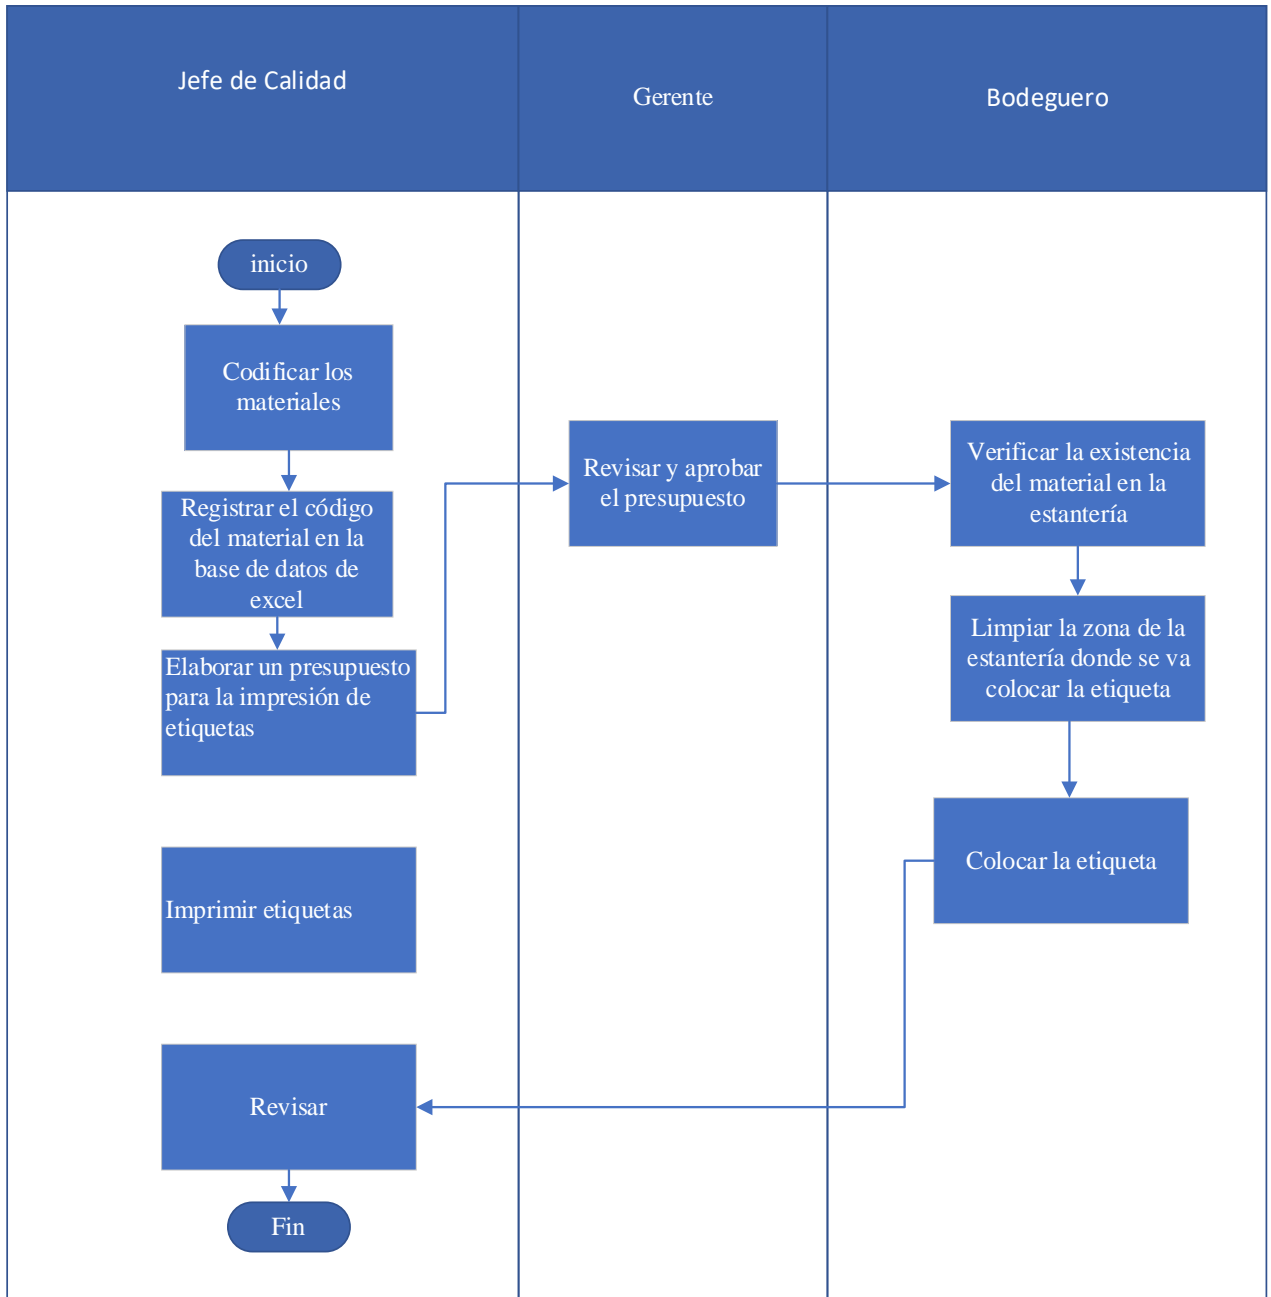 Jefe de Calidad
Gerente
Bodeguero
inicio
Codificar los
materiales
Registrar el código
del material en la
base de datos de
excel
Elaborar un presupuesto
para la impresión de
etiquetas
Imprimir etiquetas
Revisar
Fin
Revisar y aprobar
el presupuesto
Verificar la existencia
del material en la
estantería
Limpiar la zona de la
estantería donde se va
colocar la etiqueta
Colocar la etiqueta